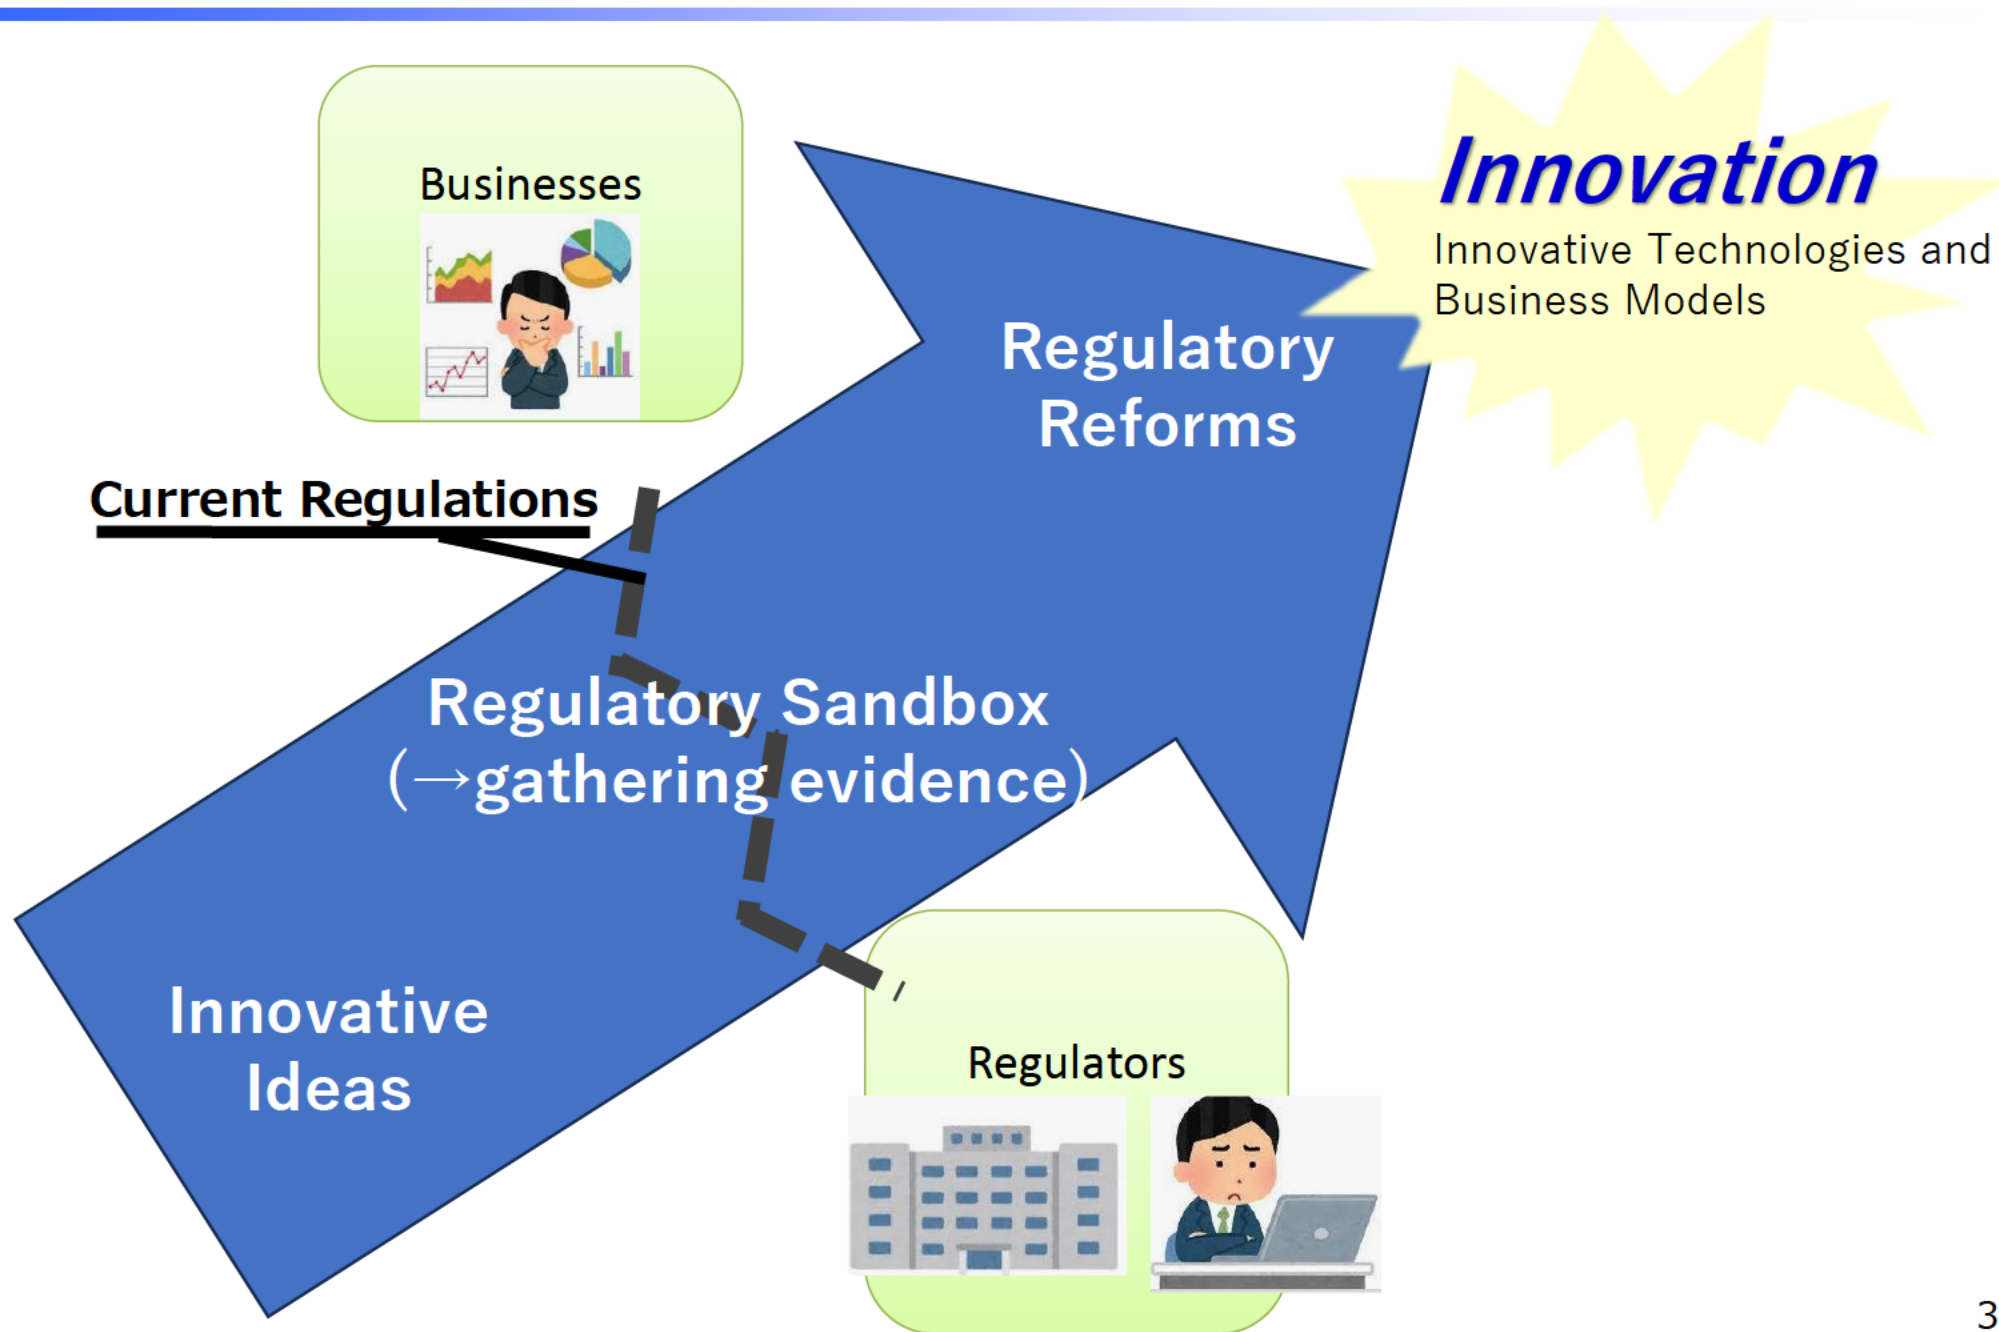 Businesses
Innovation
Innovative Technologies and
Business Models
Regulatory
Reforms
Current Regulations
Regulatory Sandbox
(→gathering evidence)
Innovative
Ideas
Regulators
3